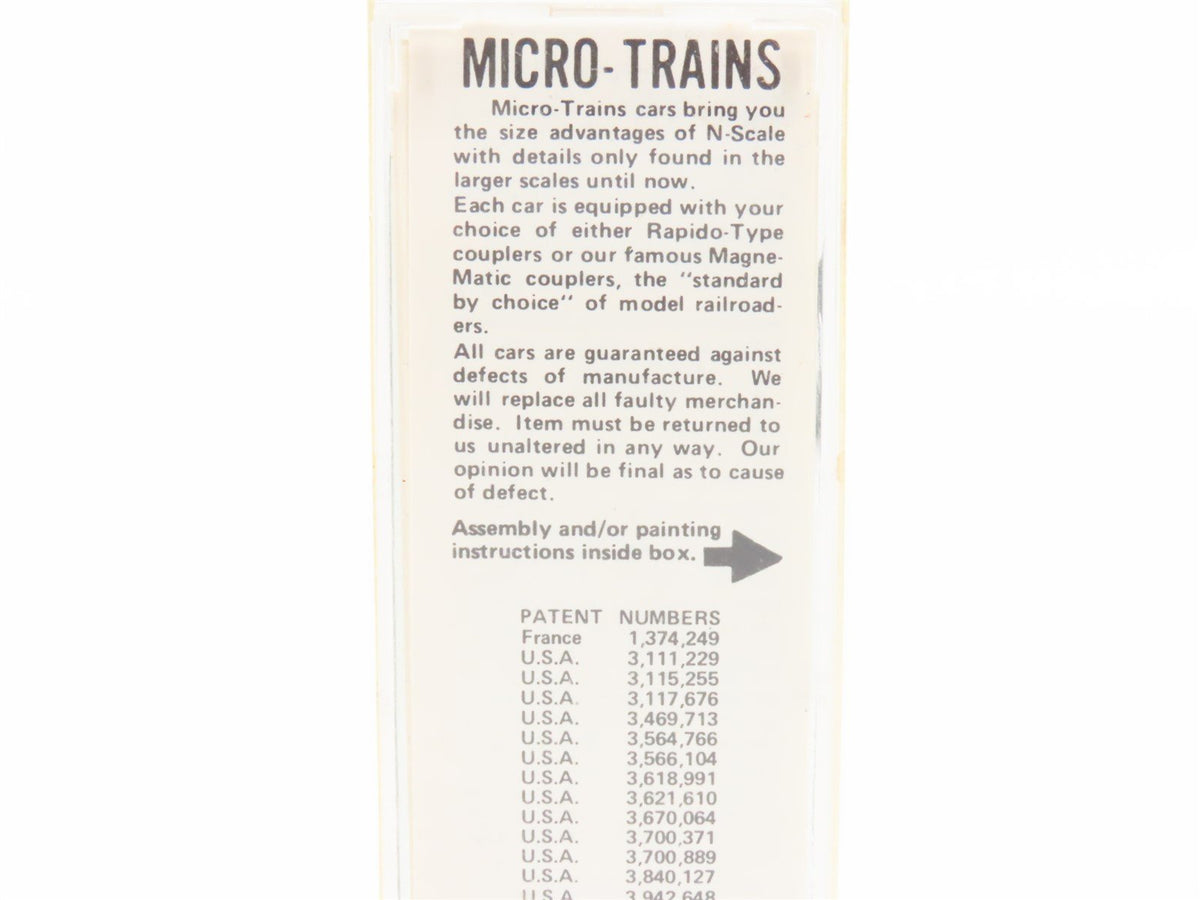 MICRO-TRAINS
Micro-Trains cars bring you
the size advantages of N-Scale
with details only found in the
larger scales until now.
Each car is equipped with your
choice of either Rapido-Type
couplers or our famous Magne-
Matic couplers, the "standard
by choice" of model railroad-
ers.
All cars are guaranteed against
defects of manufacture. We
will replace all faulty merchan-
dise. Item must be returned to
us unaltered in any way. Our
opinion will be final as to cause
of defect.
Assembly and/or painting
instructions inside box.
PATENT NUMBERS
France 1,374,249
U.S.A. 3,111,229
U.S.A. 3,115,255
U.S.A. 3,117,676
U.S.A. 3,469,713
U.S.A. 3,564,766
U.S.A. 3,566,104
U.S.A. 3,618,991
U.S.A. 3,621,610
U.S.A. 3,670,064
U.S.A. 3,700,371
U.S.A. 3,700,889
U.S.A. 3,840,127
U.S.A. 3,942,648